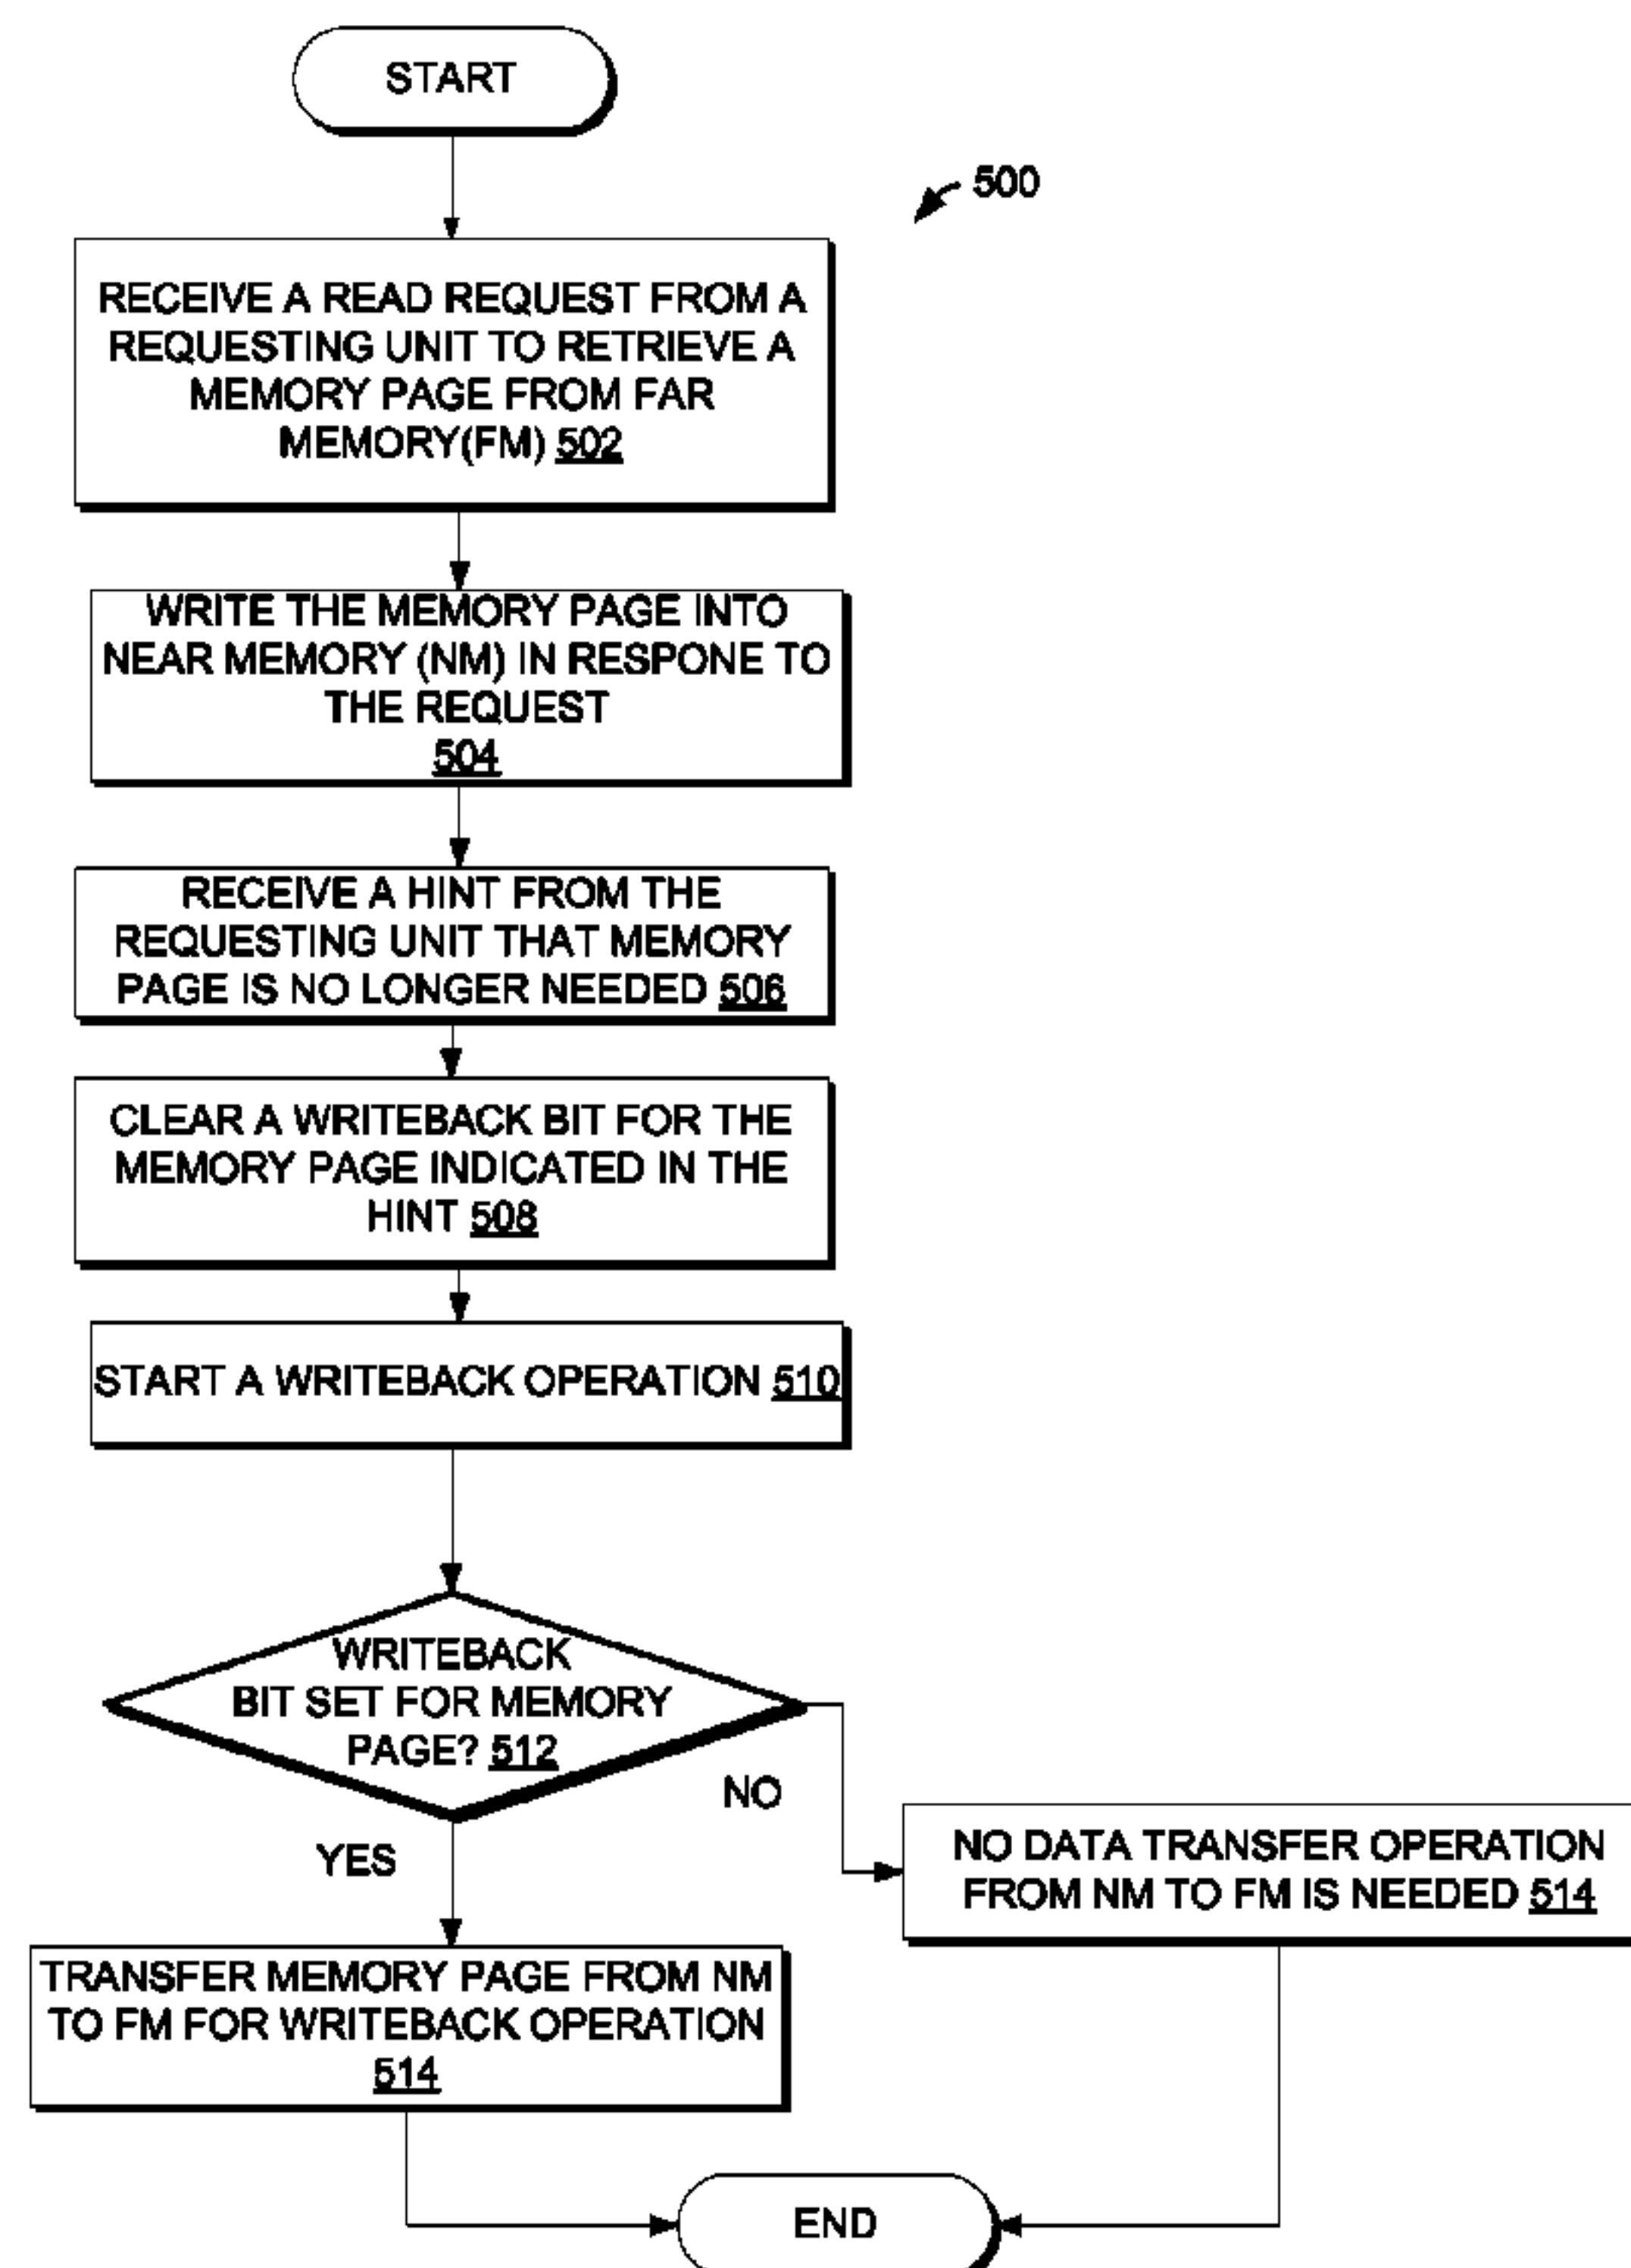 START
500
RECEIVE A READ REQUEST FROM A
REQUESTING UNIT TO RETRIEVE A
MEMORY PAGE FROM FAR
MEMORY(FM) 502
WRITE THE MEMORY PAGE INTO
NEAR MEMORY (NM) IN RESPONE TO
THE REQUEST
504
RECEIVE A HINT FROM THE
REQUESTING UNIT THAT MEMORY
PAGE IS NO LONGER NEEDED 506
CLEAR A WRITEBACK BIT FOR THE
MEMORY PAGE INDICATED IN THE
HINT 508
START A WRITEBACK OPERATION 510
WRITEBACK
BIT SET FOR MEMORY
PAGE? 512
NO
YES
NO DATA TRANSFER OPERATION
FROM NM TO FM IS NEEDED 514
TRANSFER MEMORY PAGE FROM NM
TO FM FOR WRITEBACK OPERATION
514
END